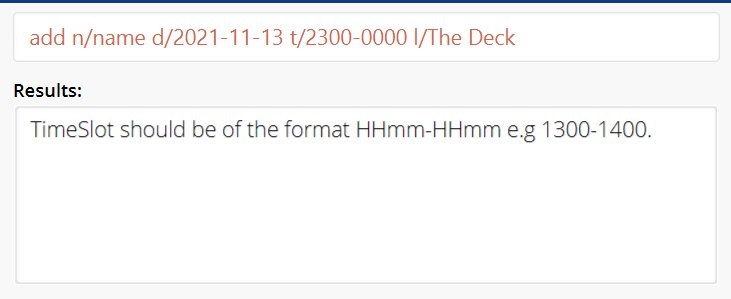 add n/name d/2021-11-13 t/2300-0000 l/The Deck
Results:
TimeSlot should be of the format HHmm-HHmm e.g 1300-1400.